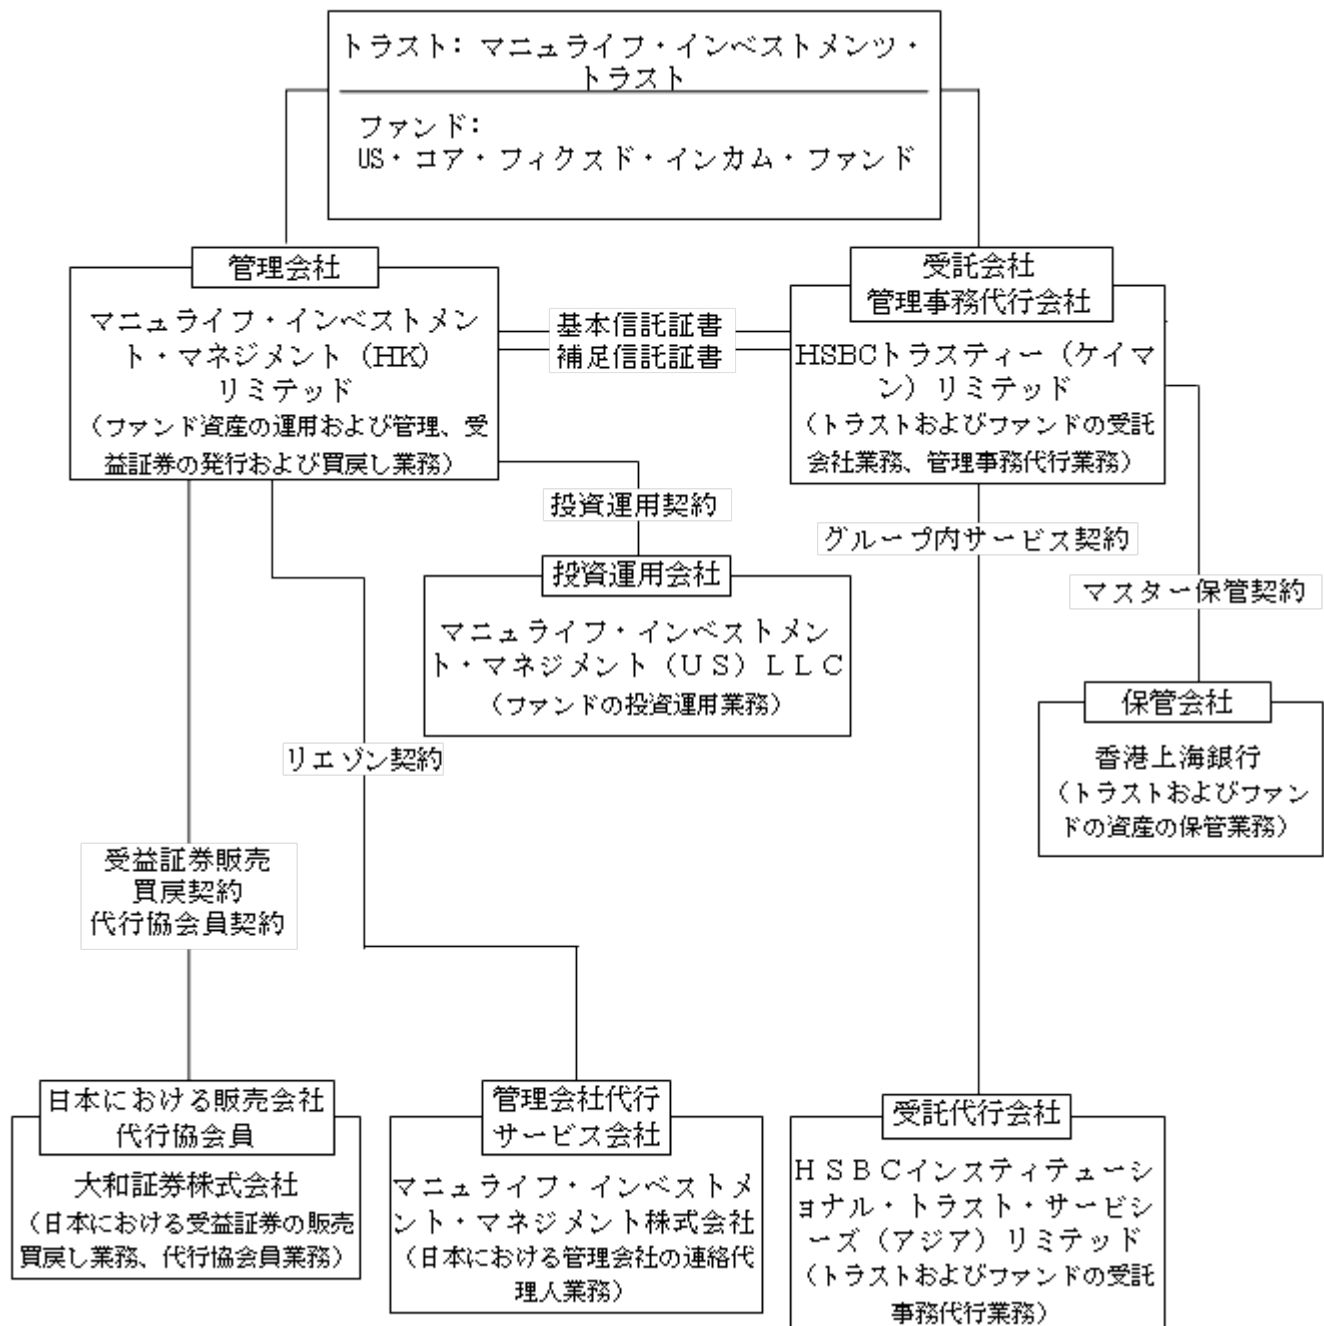 トラスト: マニュライフ・インベストメンツ・
トラスト
ファンド:
US・コア・フィクスド・インカム・ファンド
管理会社
マニュライフ・インベストメン
ト・マネジメント（HK）
リミテッド
（ファンド資産の運用および管理、受
益証券の発行および買戻し業務）
基本信託証書
補足信託証書
受託会社
管理事務代行会社
HSBCトラスティー（ケイマ
ン）リミテッド
（トラストおよびファンドの受託
会社業務、管理事務代行業務）
投資運用契約
グループ内サービス契約
マスター保管契約
投資運用会社
マニュライフ・インベストメン
ト・マネジメント（ＵＳ）ＬＬＣ
（ファンドの投資運用業務）
保管会社
香港上海銀行
（トラストおよびファン
ドの資産の保管業務）
リエゾン契約
受益証券販売
買戻契約
代行協会員契約
日本における販売会社
代行協会員
大和証券株式会社
（日本における受益証券の販売
買戻し業務、代行協会員業務）
管理会社代行
サービス会社
マニュライフ・インベストメ
ント・マネジメント株式会社
（日本における管理会社の連絡代
理人業務）
受託代行会社
ＨＳＢＣインスティテューシ
ョナル・トラスト・サービシ
ーズ（アジア）リミテッド
（トラストおよびファンドの受託
事務代行業務）